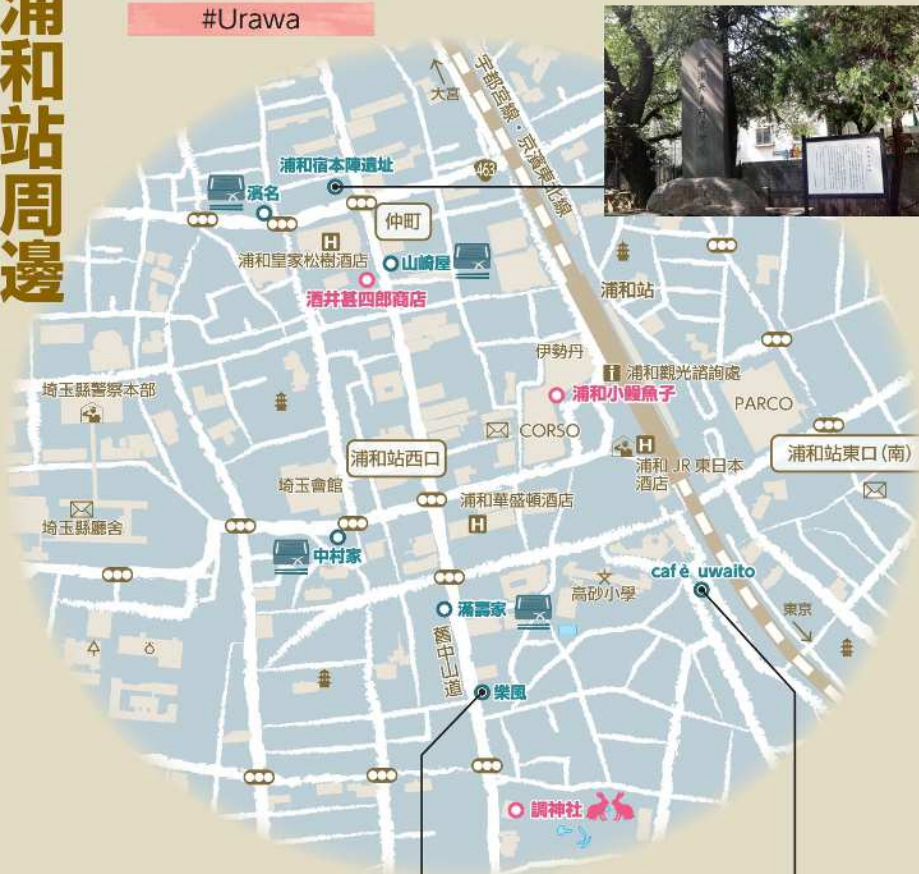 浦和站周邊
#Urawa
大宮
宇都宮線・京濱東北線
463
浦和宿本陣遺址
濱名
仲町
浦和皇家松樹酒店
山崎屋
酒井甚四郎商店
浦和站
伊勢丹
浦和觀光諮詢處
浦和小鰻魚子
埼玉縣警察本部
PARCO
CORSO
浦和站西口
浦和站東口(南)
浦和 JR 東日本
酒店
埼玉會館
浦和華盛頓酒店
埼玉縣廳舍
中村家
café uwaito
高砂小學
滿壽家
東京
舊中山道
樂風
調神社